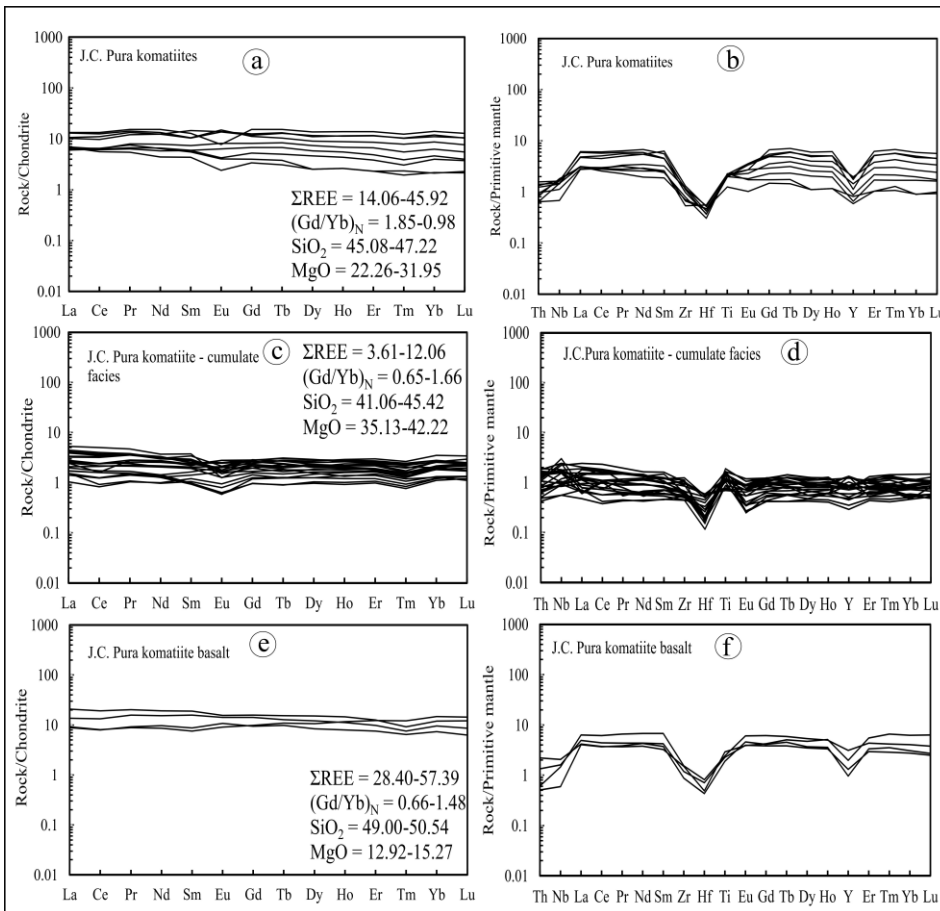 J.C. Pura komatiites
a
Rock/Chondrite
1000
100
10
1
0.1
0.01
ΣREE = 14.06-45.92
(Gd/Yb)N = 1.85-0.98
SiO2 = 45.08-47.22
MgO = 22.26-31.95
La Ce Pr Nd Sm Eu Gd Tb Dy Ho Er Tm Yb Lu
J.C. Pura komatiites
b
Rock/Primitive mantle
1000
100
10
1
0.1
0.01
Th Nb La Ce Pr Nd Sm Zr Hf Ti Eu Gd Tb Dy Ho Y Er Tm Yb Lu
J.C. Pura komatiite - cumulate
facies
c
Rock/Chondrite
1000
100
10
1
0.1
0.01
ΣREE = 3.61-12.06
(Gd/Yb)N = 0.65-1.66
SiO2 = 41.06-45.42
MgO = 35.13-42.22
La Ce Pr Nd Sm Eu Gd Tb Dy Ho Er Tm Yb Lu
J.C.Pura komatiite - cumulate facies
d
Rock/Primitive mantle
1000
100
10
1
0.1
0.01
Th Nb La Ce Pr Nd Sm Zr Hf Ti Eu Gd Tb Dy Ho Y Er Tm Yb Lu
J.C. Pura komatiite basalt
e
Rock/Chondrite
1000
100
10
1
0.1
0.01
ΣREE = 28.40-57.39
(Gd/Yb)N = 0.66-1.48
SiO2 = 49.00-50.54
MgO = 12.92-15.27
La Ce Pr Nd Sm Eu Gd Tb Dy Ho Er Tm Yb Lu
J.C. Pura komatiite basalt
f
Rock/Primitive mantle
1000
100
10
1
0.1
0.01
Th Nb La Ce Pr Nd Sm Zr Hf Ti Eu Gd Tb Dy Ho Y Er Tm Yb Lu